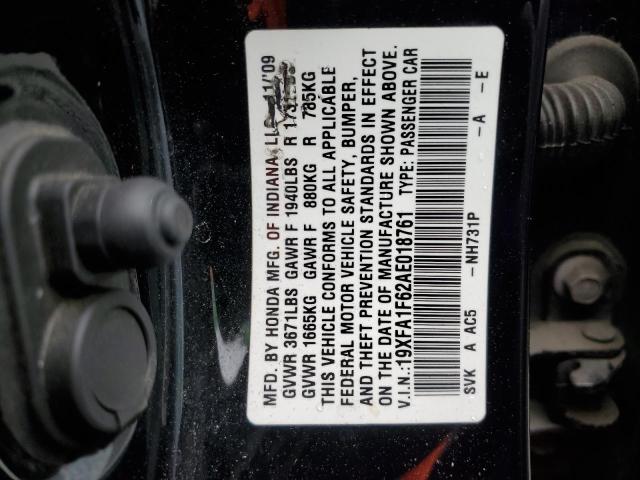 MFD. BY HONDA MFG. OF INDIANA, LLC 11/'09
GVWR 3671LBS GAWR F 1940LBS R
GVWR 1665KG GAWR F 880KG R 785KG
THIS VEHICLE CONFORMS TO ALL APPLICABLE
FEDERAL MOTOR VEHICLE SAFETY, BUMPER,
AND THEFT PREVENTION STANDARDS IN EFFECT
ON THE DATE OF MANUFACTURE SHOWN ABOVE.
V.I.N.:19XFA1F62AE018761 TYPE: PASSENGER CAR
SVK A AC5 -NH731P -A -E